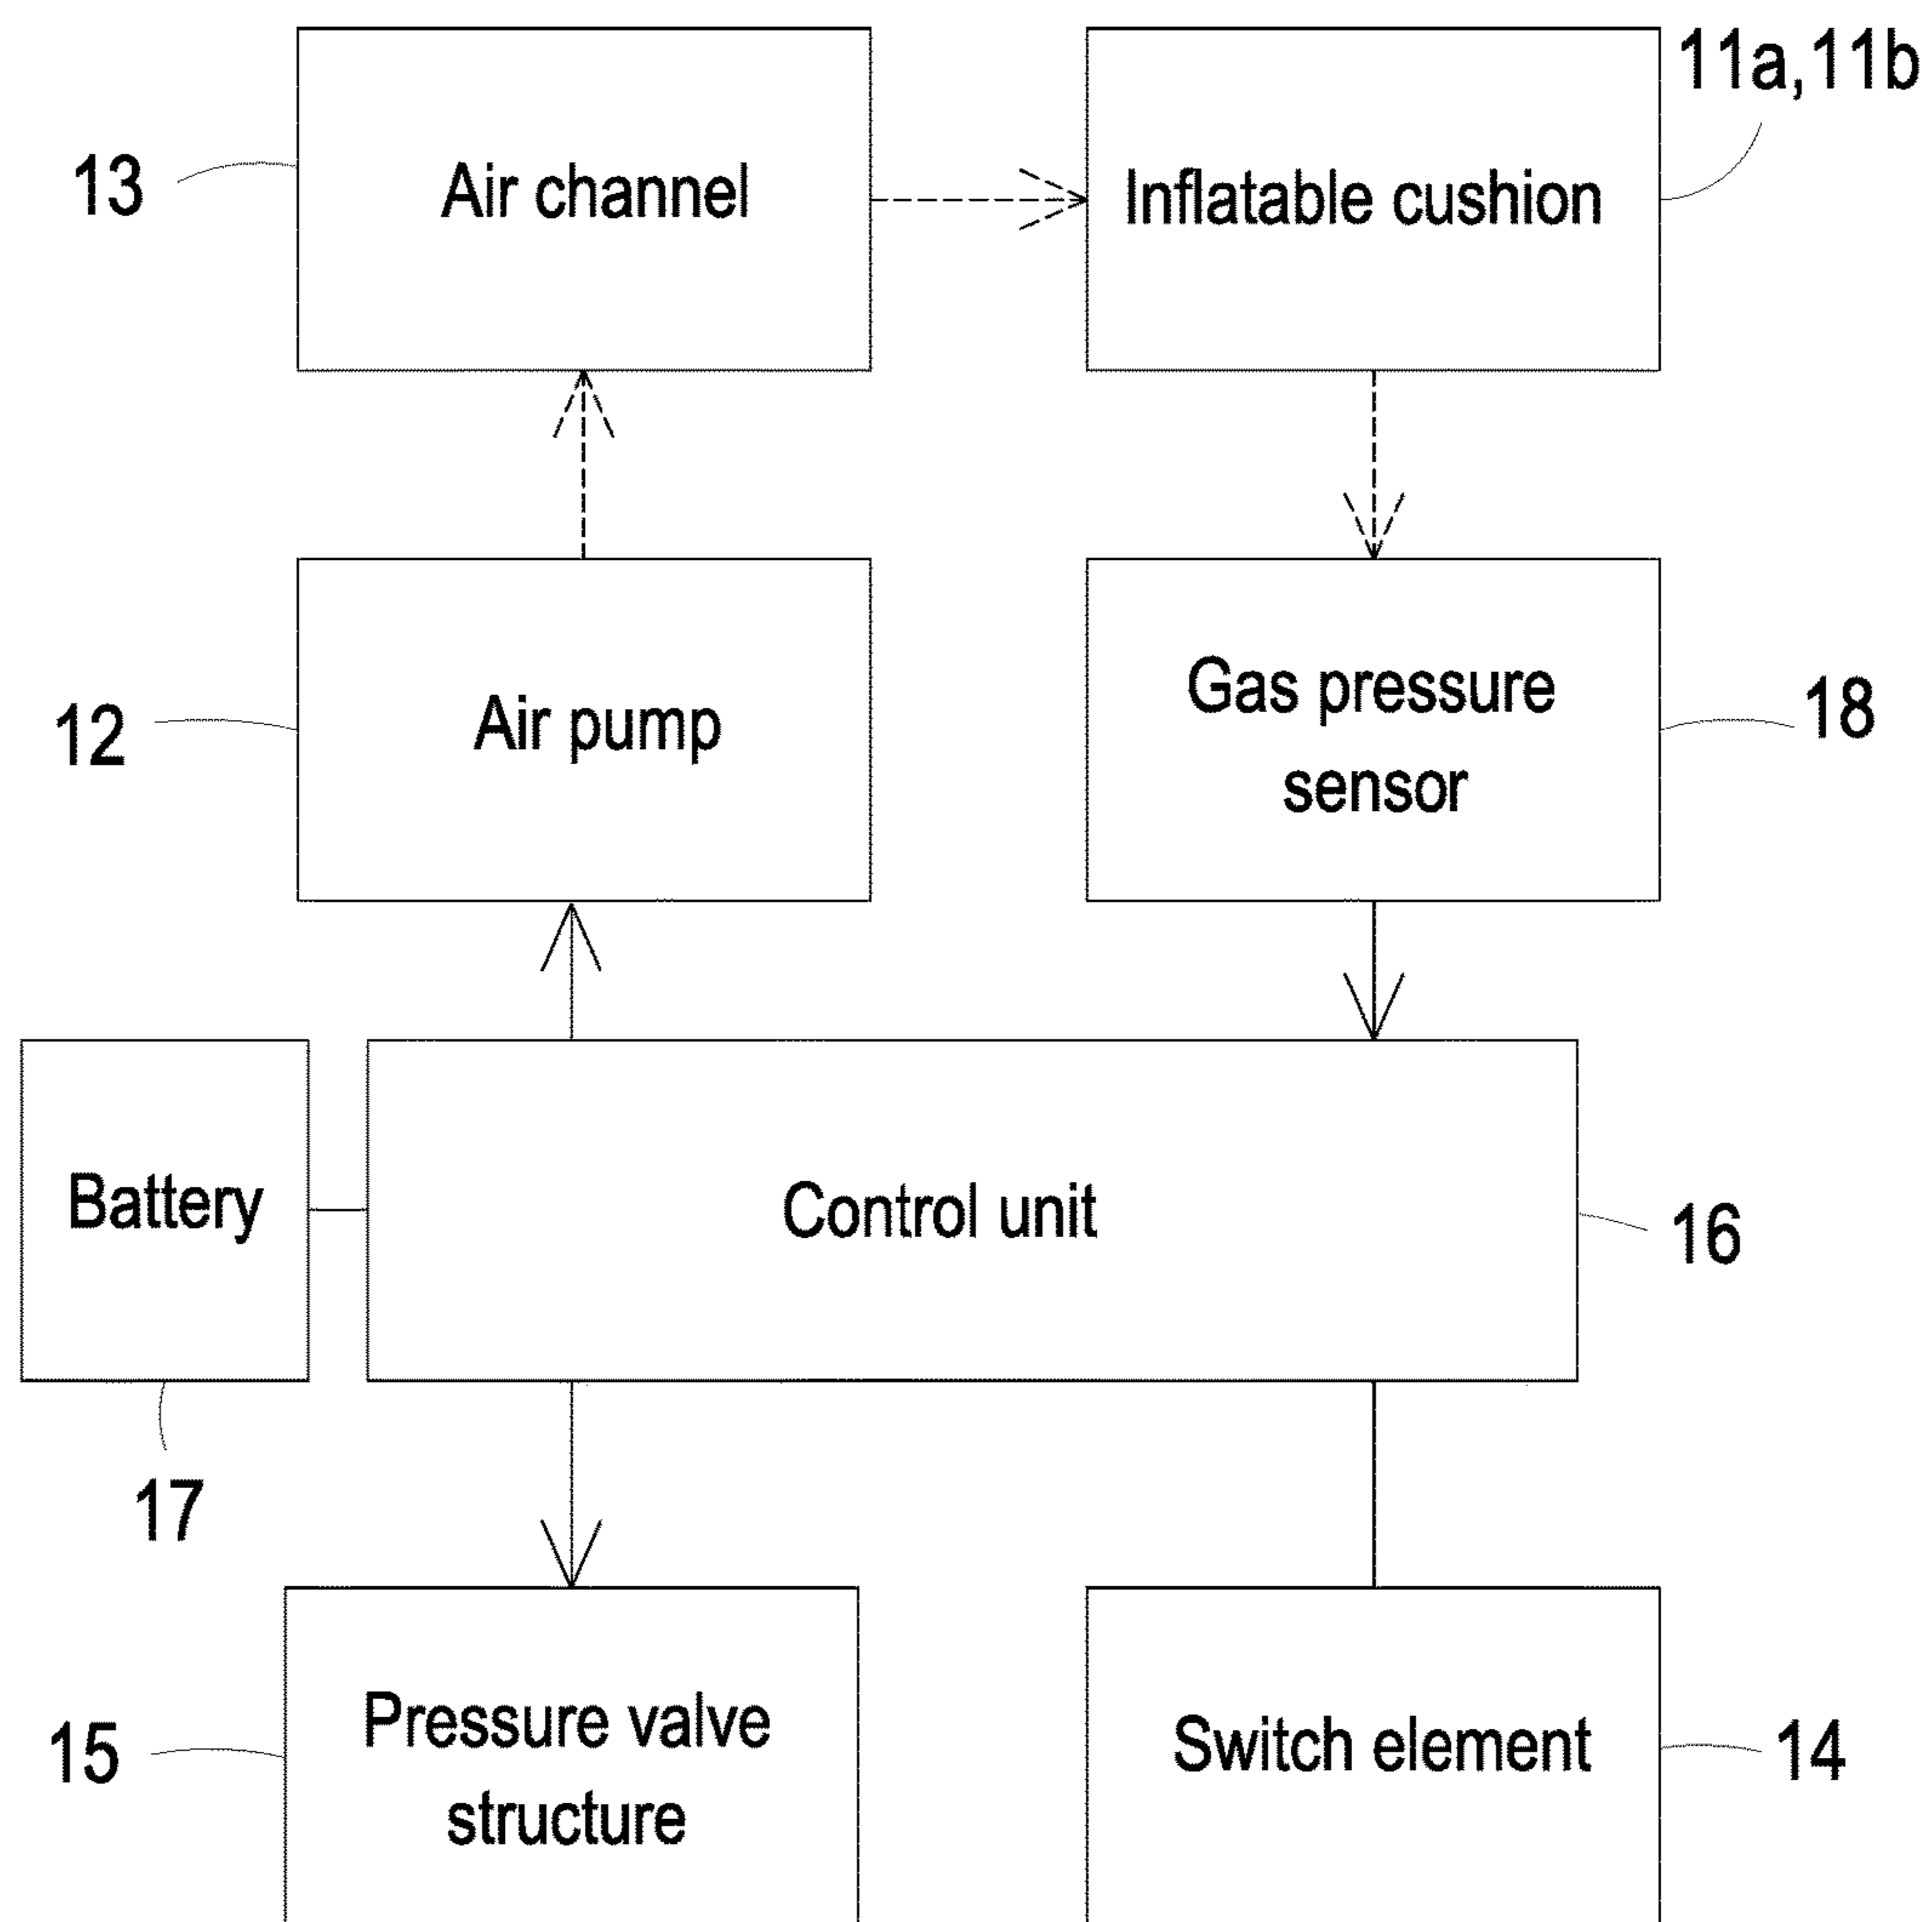 11a,11b
13
Air channel
Inflatable cushion
12
Air pump
Gas pressure
sensor
18
Battery
Control unit
16
17
15
Pressure valve
structure
Switch element
14